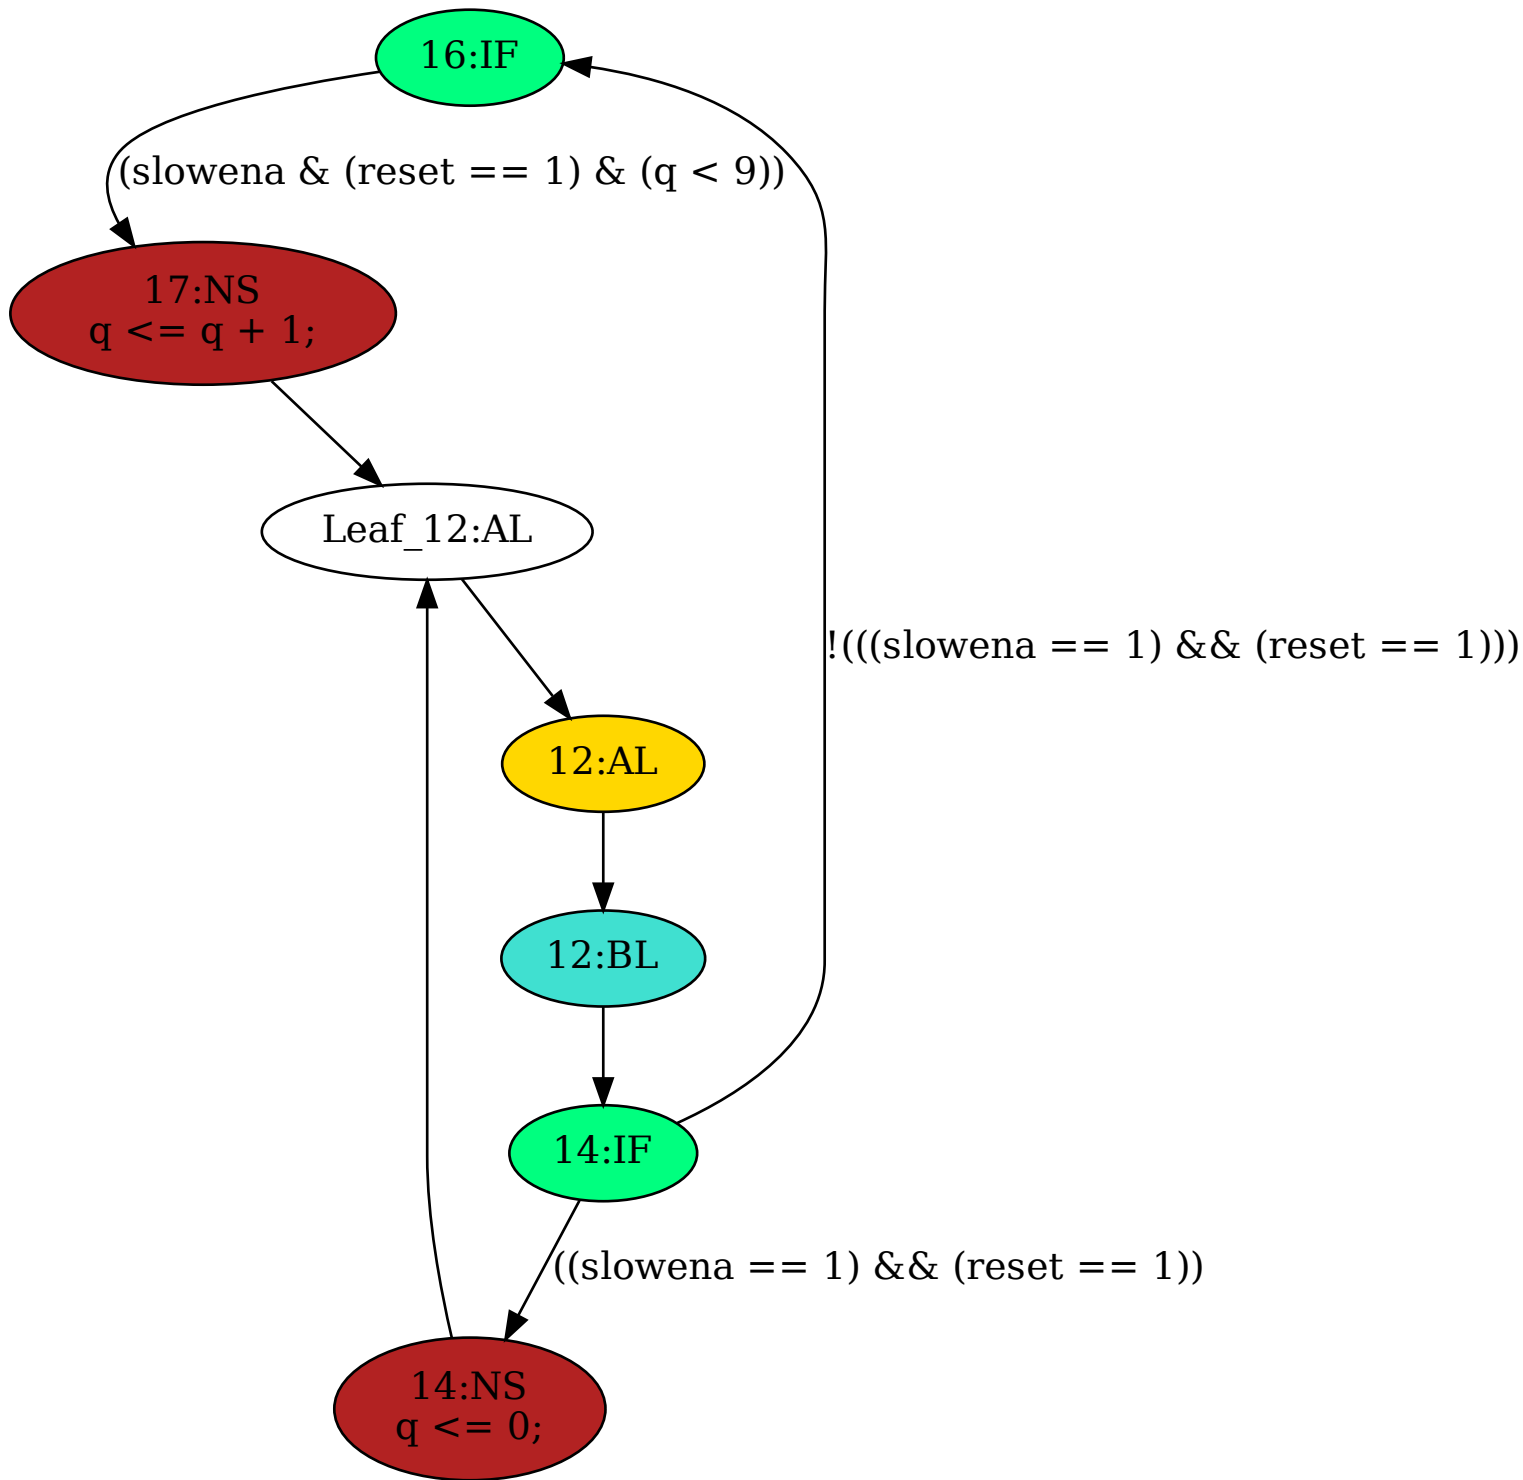 16:IF
(slowena & (reset == 1) & (q < 9))
17:NS
q <= q + 1;
Leaf_12:AL
!(((slowena == 1) && (reset == 1)))
12:AL
12:BL
14:IF
((slowena == 1) && (reset == 1))
14:NS
q <= 0;